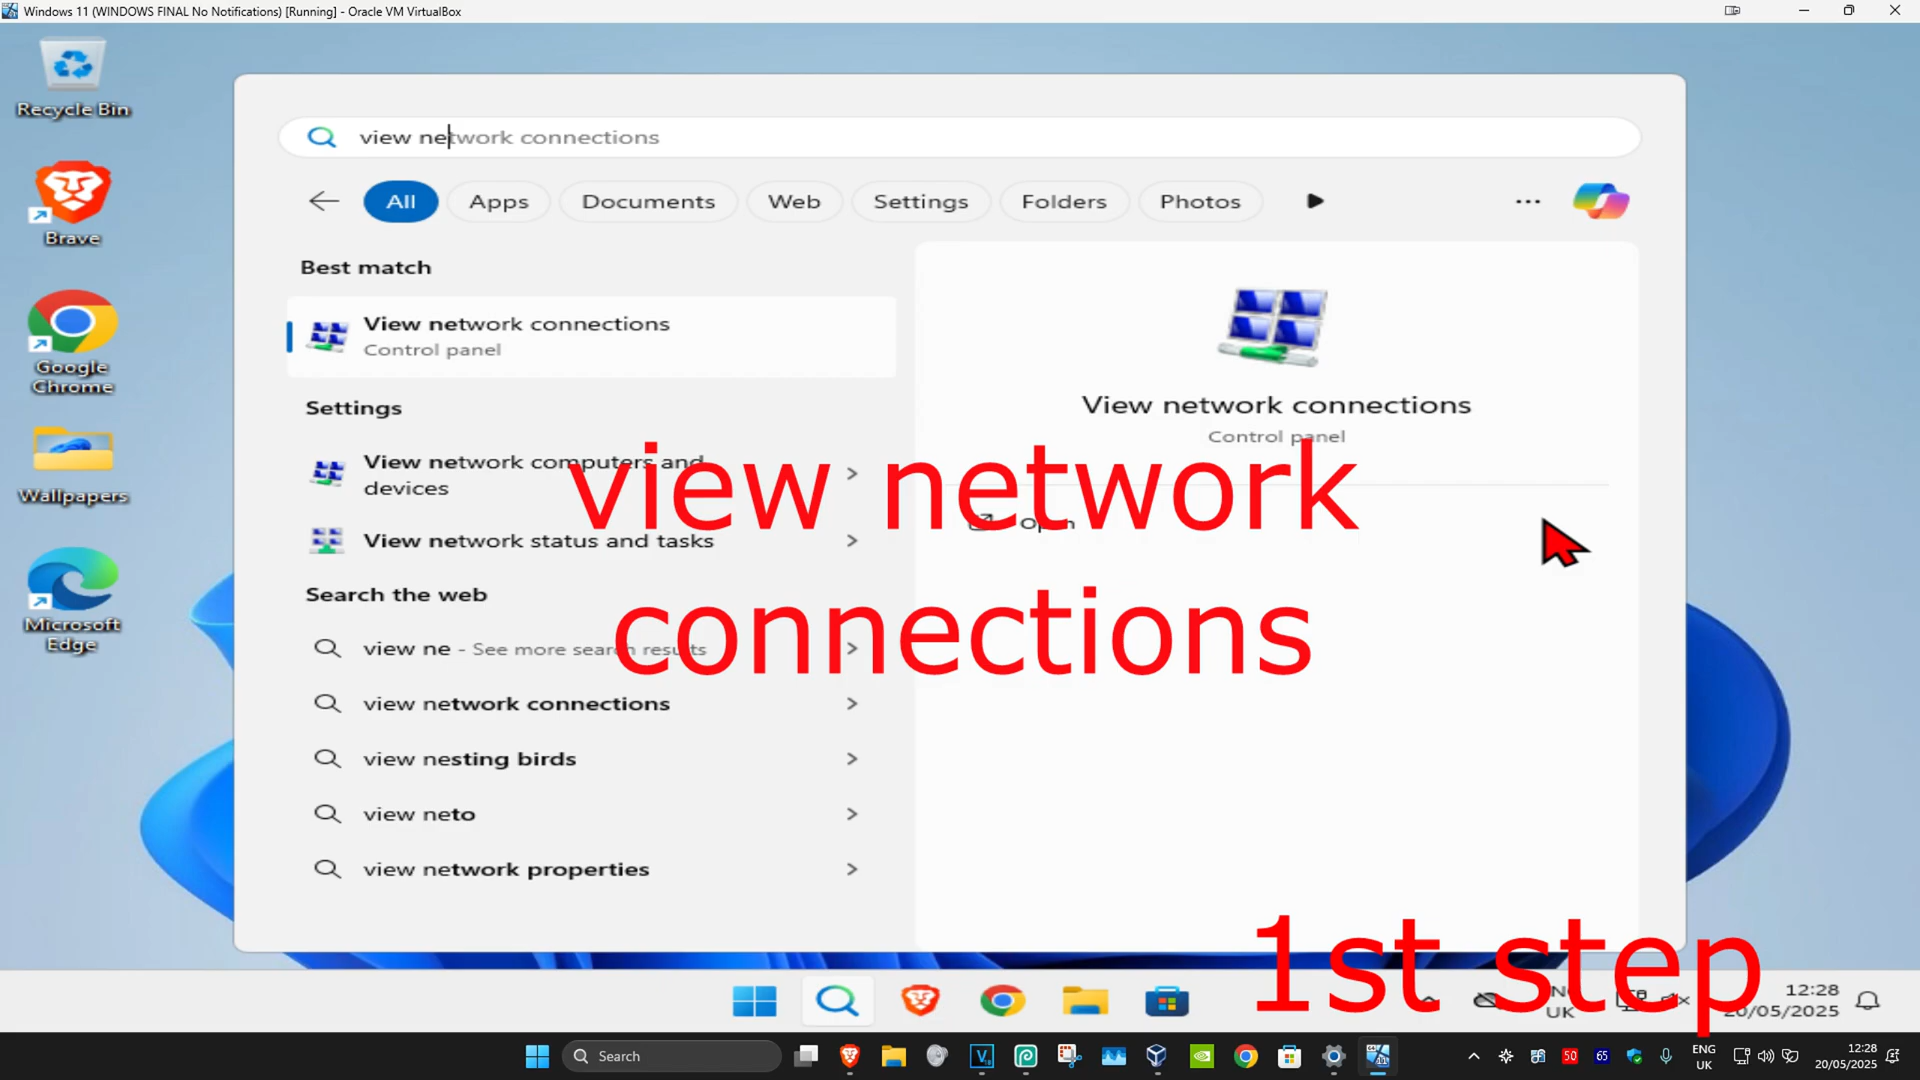 Windows 11 (WINDOWS FINAL No Notifications) [Running] - Oracle VM VirtualBox
Recycle Bin
Brave
Google
Chrome
Wallpapers
Microsoft
Edge
view network connections
All
Apps
Documents
Web
Settings
Folders
Photos
Best match
View network connections
Control panel
Settings
View network computers and
devices
View network status and tasks
Search the web
view ne - See more search results
view network connections
view nesting birds
view neto
view network properties
View network connections
Control panel
Open
view network
connections
1st step
UK
12:28
20/05/2025
Search
50
65
ENG
UK
12:28
20/05/2025